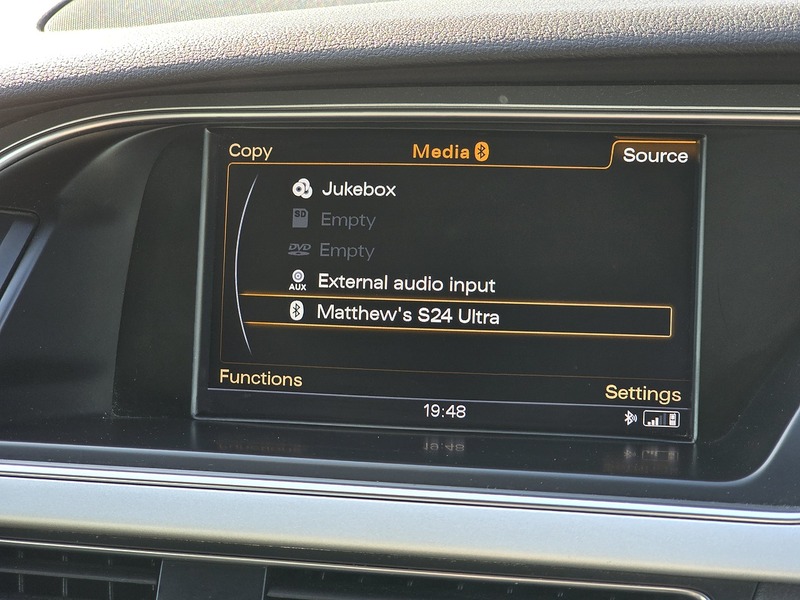 Copy Media Source
Jukebox
SD Empty
DVD Empty
AUX External audio input
Matthew's S24 Ultra
Functions Settings
19:48